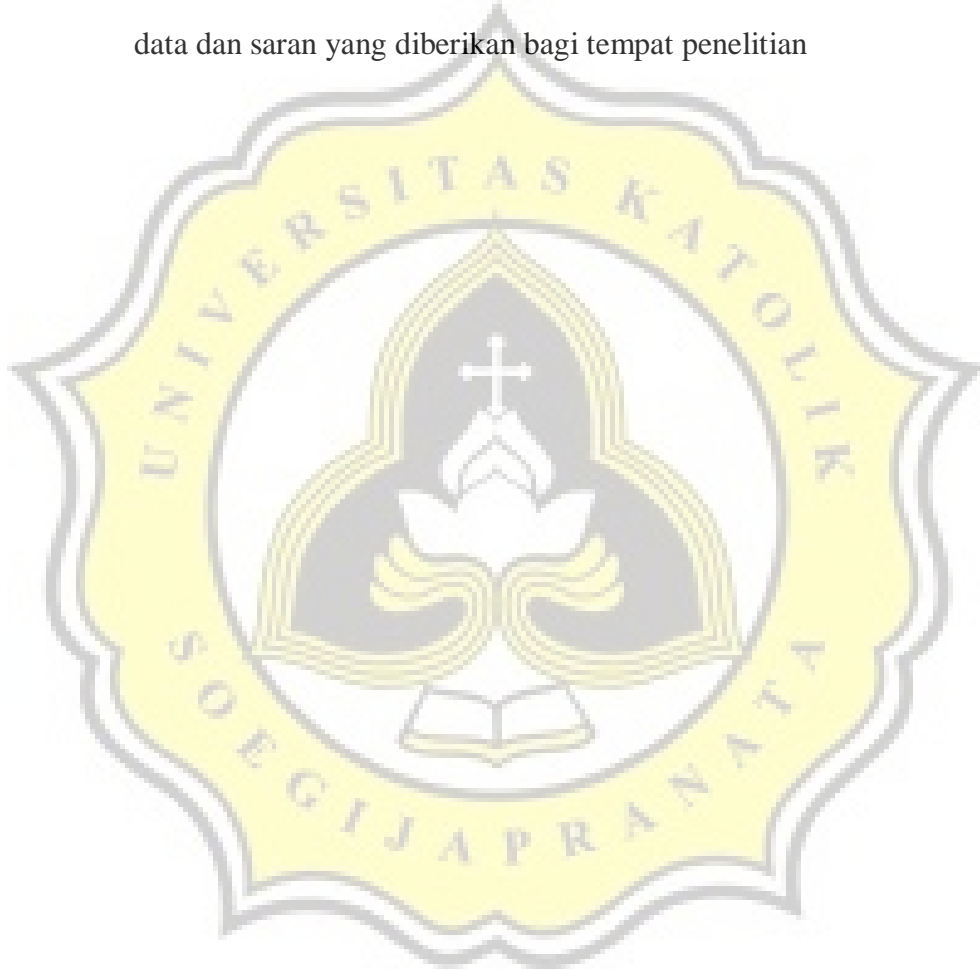 data dan saran yang diberikan bagi tempat penelitian
UNIVERSITAS KATOLIK
SOEGIJAPRANATA